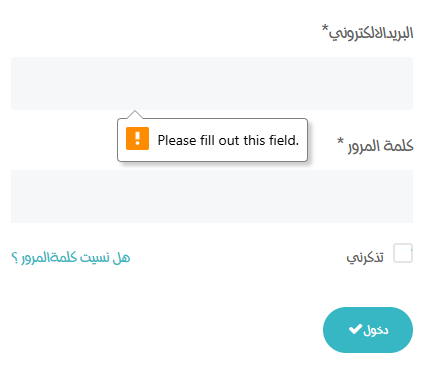 البريدالالكتروني*
Please fill out this field.
كلمة المرور *
تذكرني
هل نسيت كلمةالمرور ؟
دخول